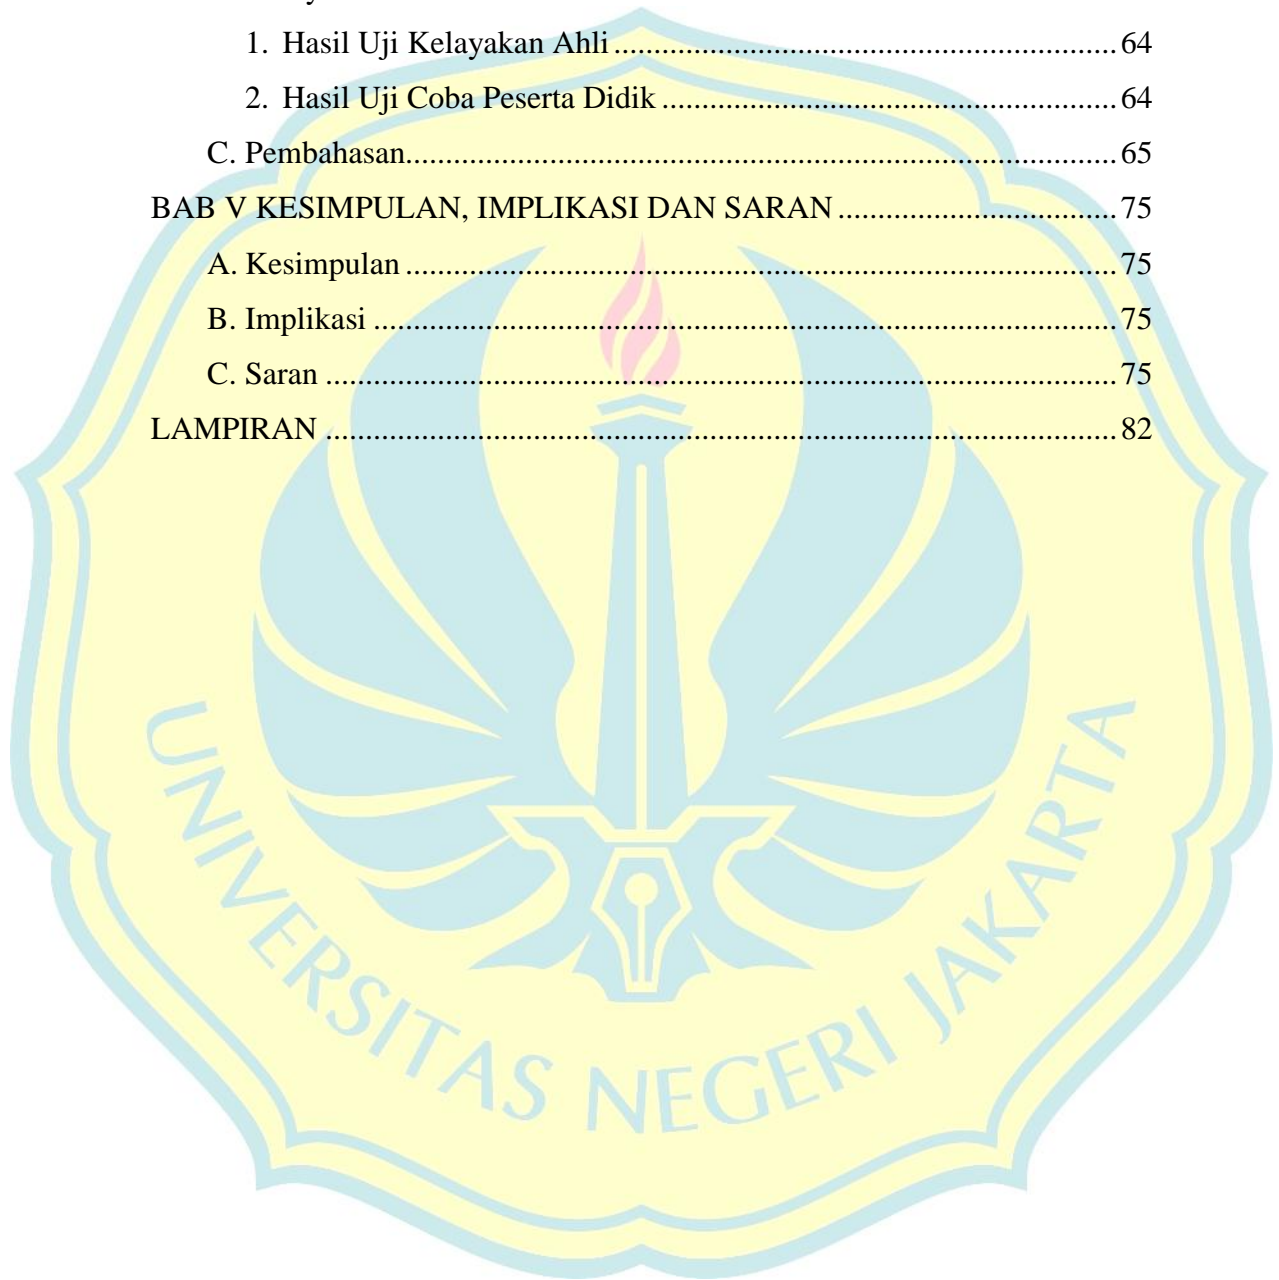 1. Hasil Uji Kelayakan Ahli ........................................................... 64
2. Hasil Uji Coba Peserta Didik ..................................................... 64
C. Pembahasan................................................................................ 65
BAB V KESIMPULAN, IMPLIKASI DAN SARAN ................................ 75
A. Kesimpulan ................................................................................ 75
B. Implikasi .................................................................................... 75
C. Saran .......................................................................................... 75
LAMPIRAN ........................................................................................ 82
UNIVERSITAS NEGERI JAKARTA